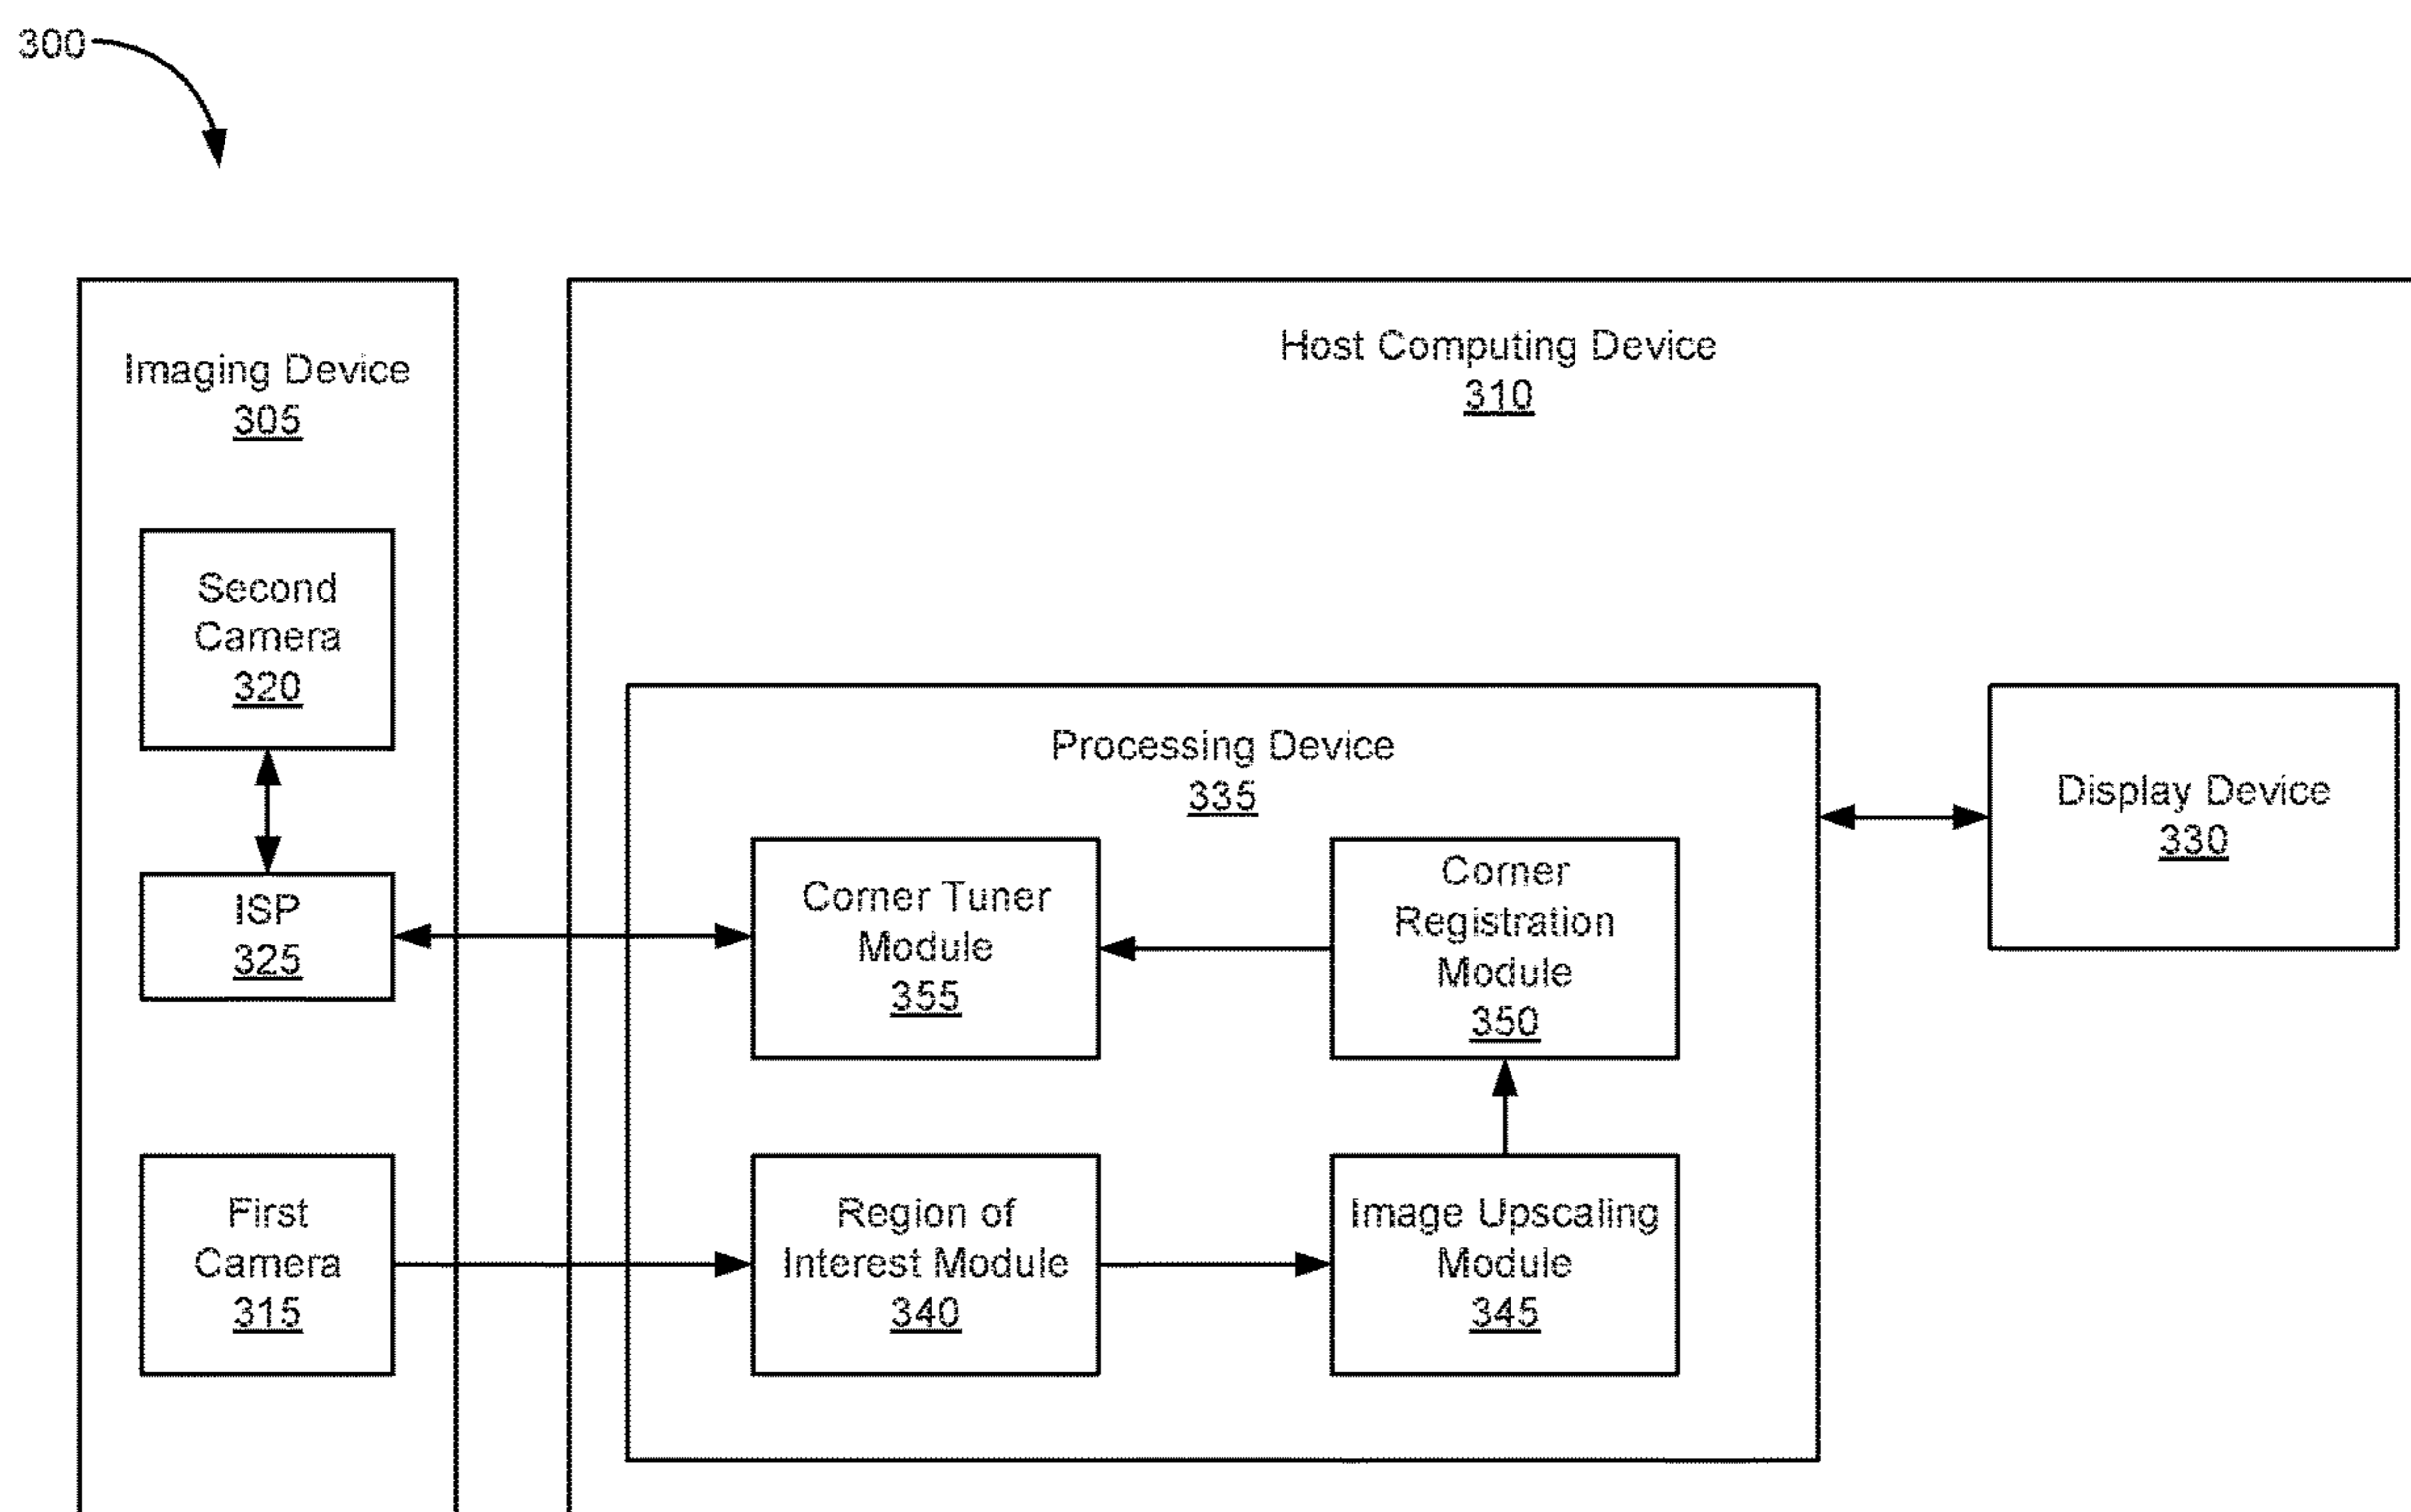 300
Imaging Device
305
Host Computing Device
310
Second
Camera
320
ISP
325
First
Camera
315
Processing Device
335
Corner Tuner
Module
355
Corner
Registration
Module
350
Region of
Interest Module
340
Image Upscaling
Module
345
Display Device
330